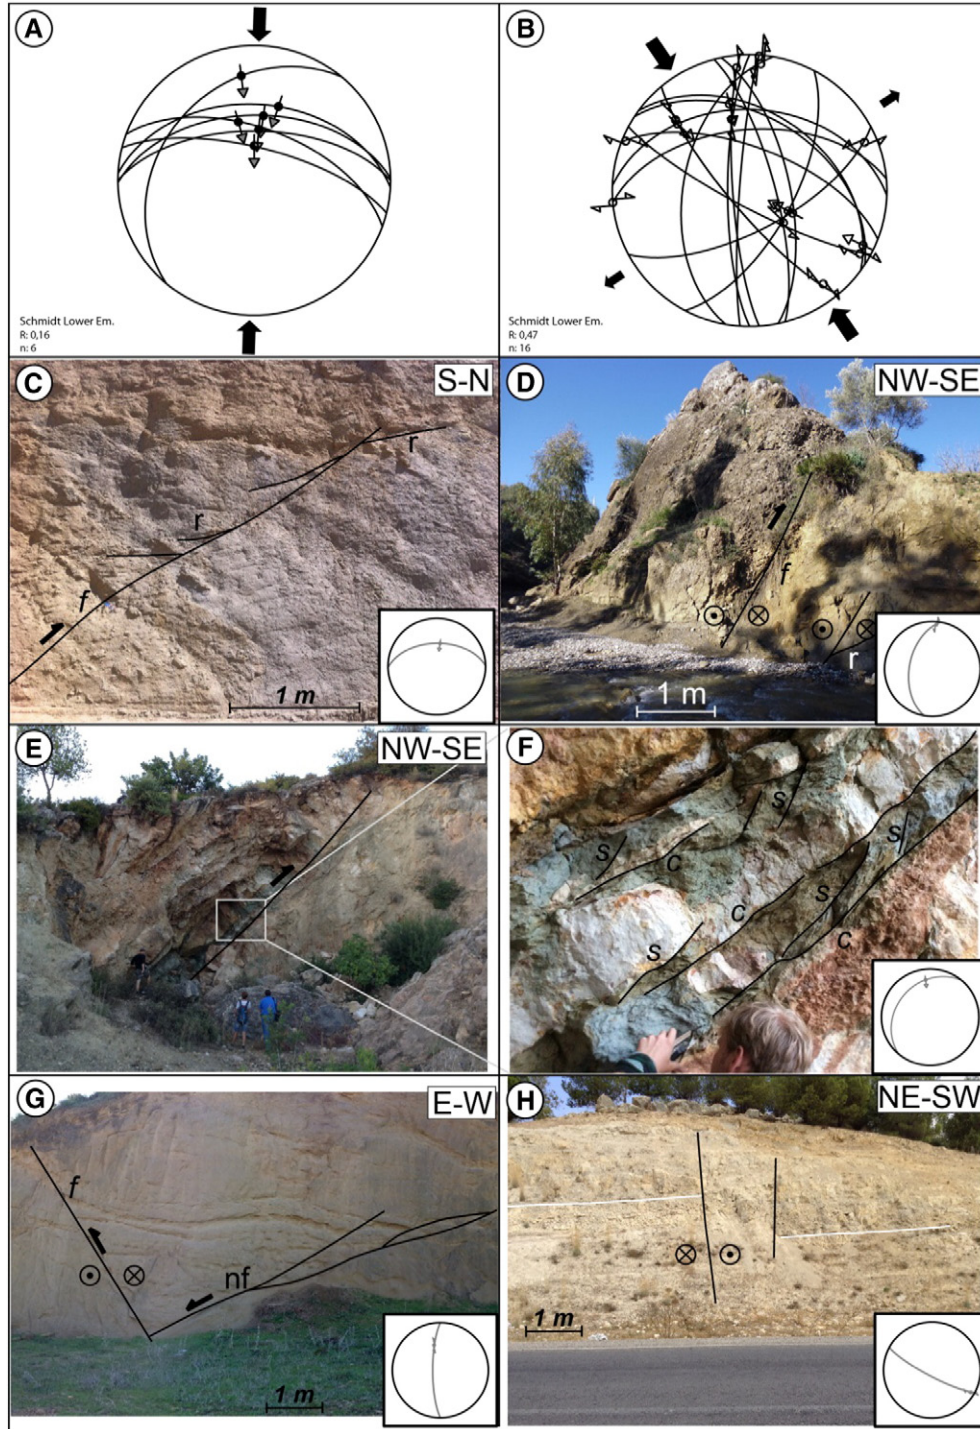 A
Schmidt Lower Em.
R: 0,16
n: 6
B
Schmidt Lower Em.
R: 0,47
n: 16
C
S-N
r
r
f
1 m
D
NW-SE
f
r
1 m
E
NW-SE
F
s
s
s
s
c
s
c
s
c
G
E-W
f
nf
1 m
H
NE-SW
1 m